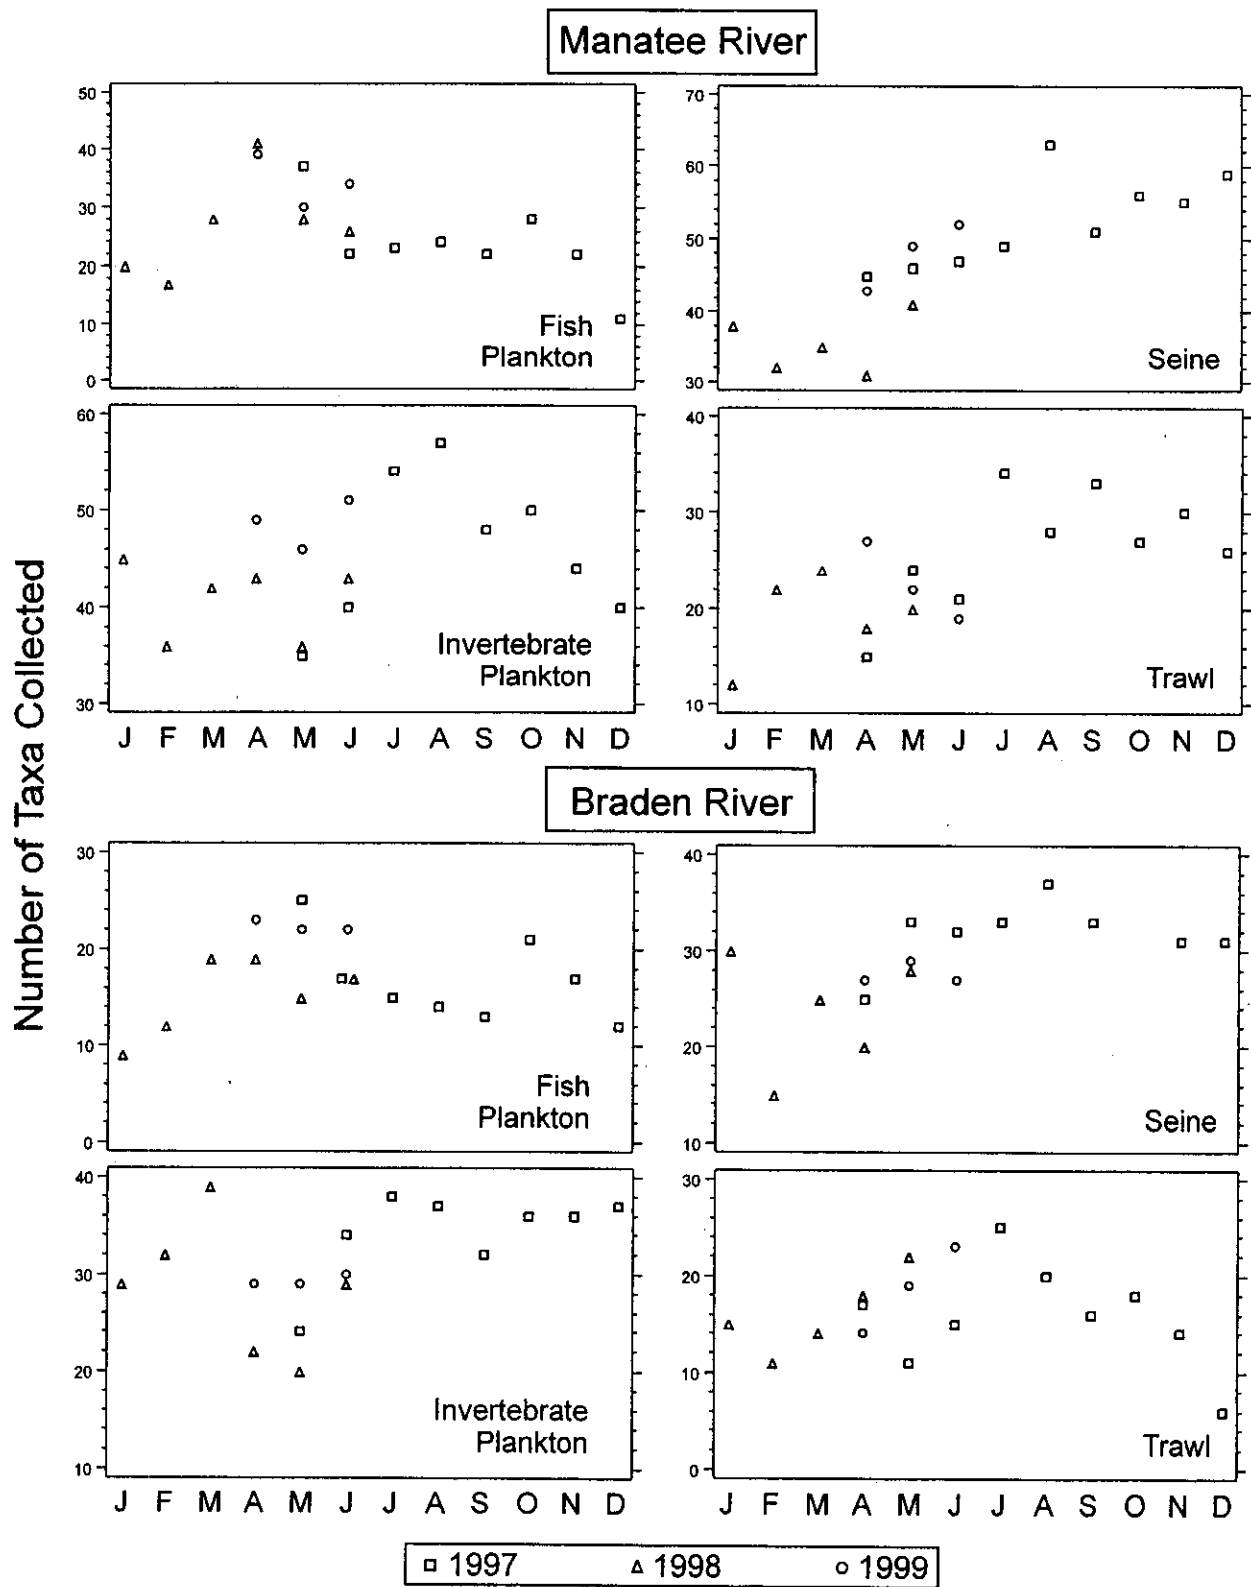 Manatee River
Number of Taxa Collected
50
40
30
20
10
0
Fish
Plankton
70
60
50
40
30
Seine
60
50
40
30
Invertebrate
Plankton
J F M A M J J A S O N D
40
30
20
10
Trawl
J F M A M J J A S O N D
Braden River
30
20
10
0
Fish
Plankton
40
30
20
10
Seine
40
30
20
10
Invertebrate
Plankton
J F M A M J J A S O N D
30
20
10
0
Trawl
J F M A M J J A S O N D
1997 1998 1999